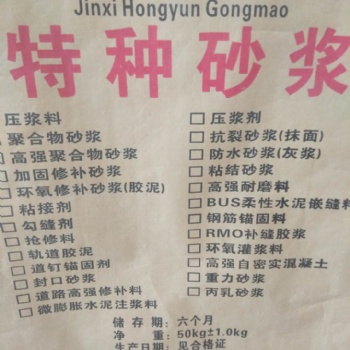 Jinxi Hongyun Gongmao
特种砂浆
压浆料
聚合物砂浆
高强聚合物砂浆
加固修补砂浆
环氧修补砂浆(胶泥)
粘接剂
勾缝剂
抢修料
轨道胶泥
道钉锚固剂
封口砂浆
道路高强修补料
微膨胀水泥注浆料
压浆剂
抗裂砂浆(抹面)
防水砂浆(灰浆)
粘结砂浆
高强耐磨料
BUS柔性水泥嵌缝料
钢筋锚固料
RMO补缝胶浆
环氧灌浆料
高强自密实混凝土
重力砂浆
丙乳砂浆
储存期:六个月
净重:50kg±1.0kg
生产日期:见合格证